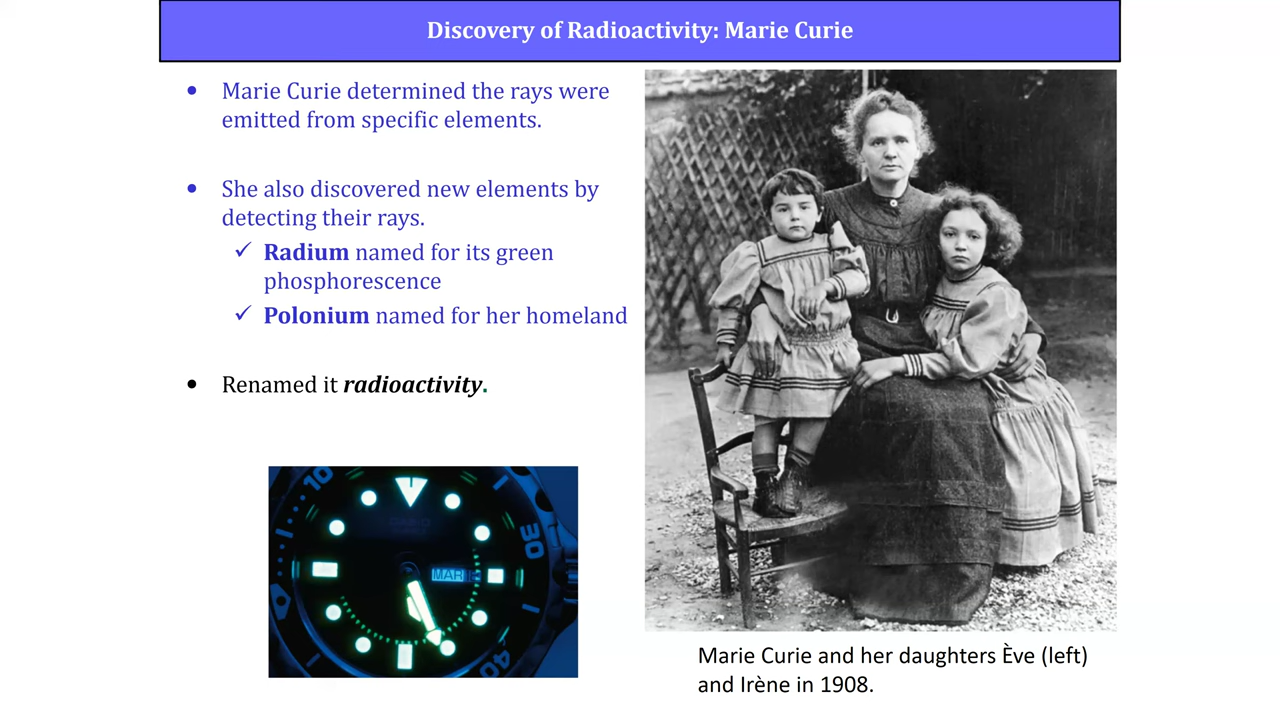 Discovery of Radioactivity: Marie Curie
• Marie Curie determined the rays were
emitted from specific elements.
• She also discovered new elements by
detecting their rays.
✓ Radium named for its green
phosphorescence
✓ Polonium named for her homeland
• Renamed it radioactivity.
10
30
MAR
40
Marie Curie and her daughters Ève (left)
and Irène in 1908.